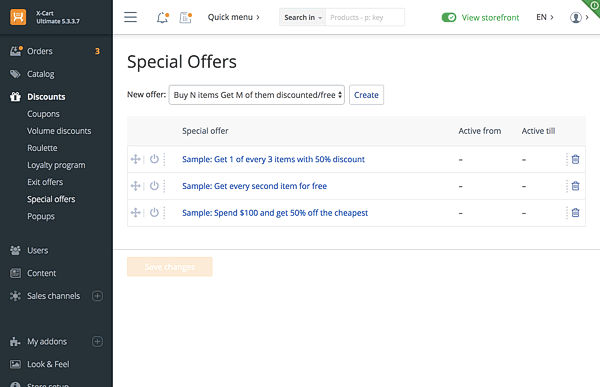 X-Cart
Ultimate 5.3.3.7
Quick menu
Search in
Products - p: key
View storefront
EN
Orders
3
Catalog
Discounts
Coupons
Volume discounts
Roulette
Loyalty program
Exit offers
Special offers
Popups
Users
Content
Sales channels
My addons
Look & Feel
Store setup
Special Offers
New offer:
Buy N items Get M of them discounted/free
Create
Special offer
Active from
Active till
Sample: Get 1 of every 3 items with 50% discount
–
–
Sample: Get every second item for free
–
–
Sample: Spend $100 and get 50% off the cheapest
–
–
Save changes